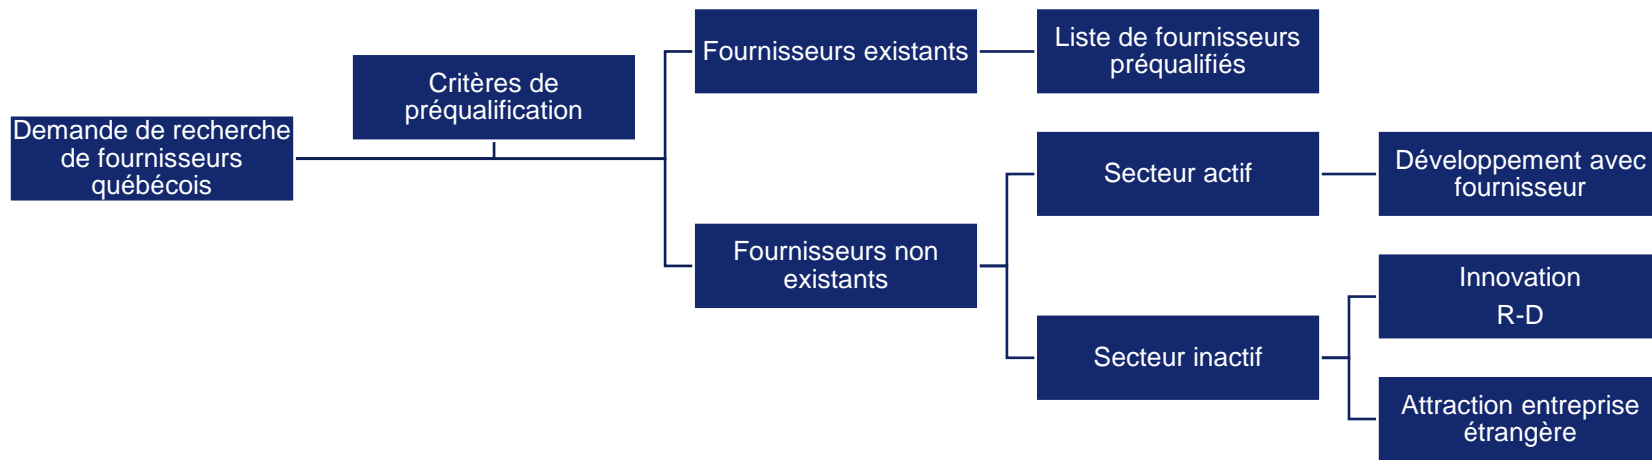 Demande de recherche
de fournisseurs
québécois
Critères de
préqualification
Fournisseurs existants
Liste de fournisseurs
préqualifiés
Fournisseurs non
existants
Secteur actif
Développement avec
fournisseur
Secteur inactif
Innovation
R-D
Attraction entreprise
étrangère